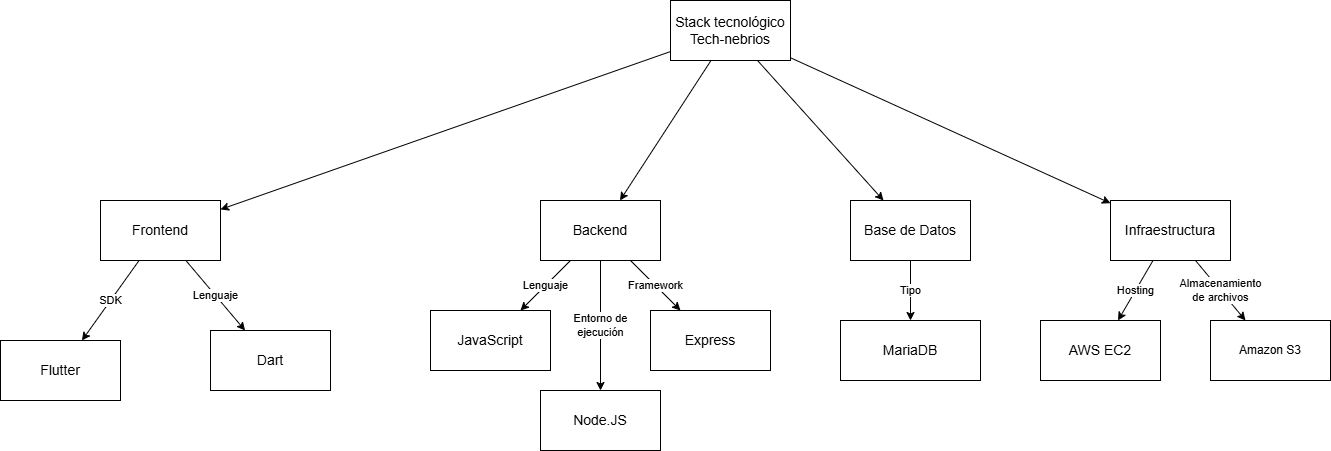 Stack tecnológico
Tech-nebrios
Frontend
Backend
Base de Datos
Infraestructura
SDK
Lenguaje
Lenguaje
Entorno de
ejecución
Framework
Tipo
Hosting
Almacenamiento
de archivos
Flutter
Dart
JavaScript
Node.JS
Express
MariaDB
AWS EC2
Amazon S3